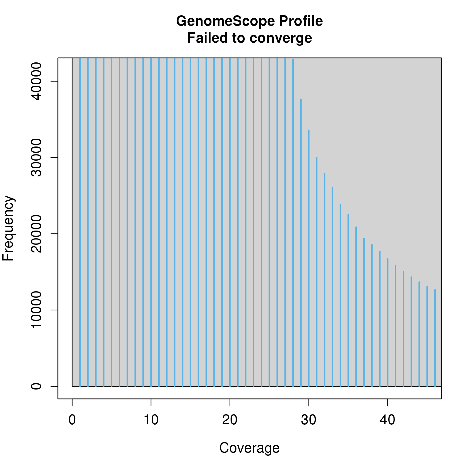 GenomeScope Profile
Failed to converge
Frequency
40000
30000
20000
10000
0
0 10 20 30 40
Coverage